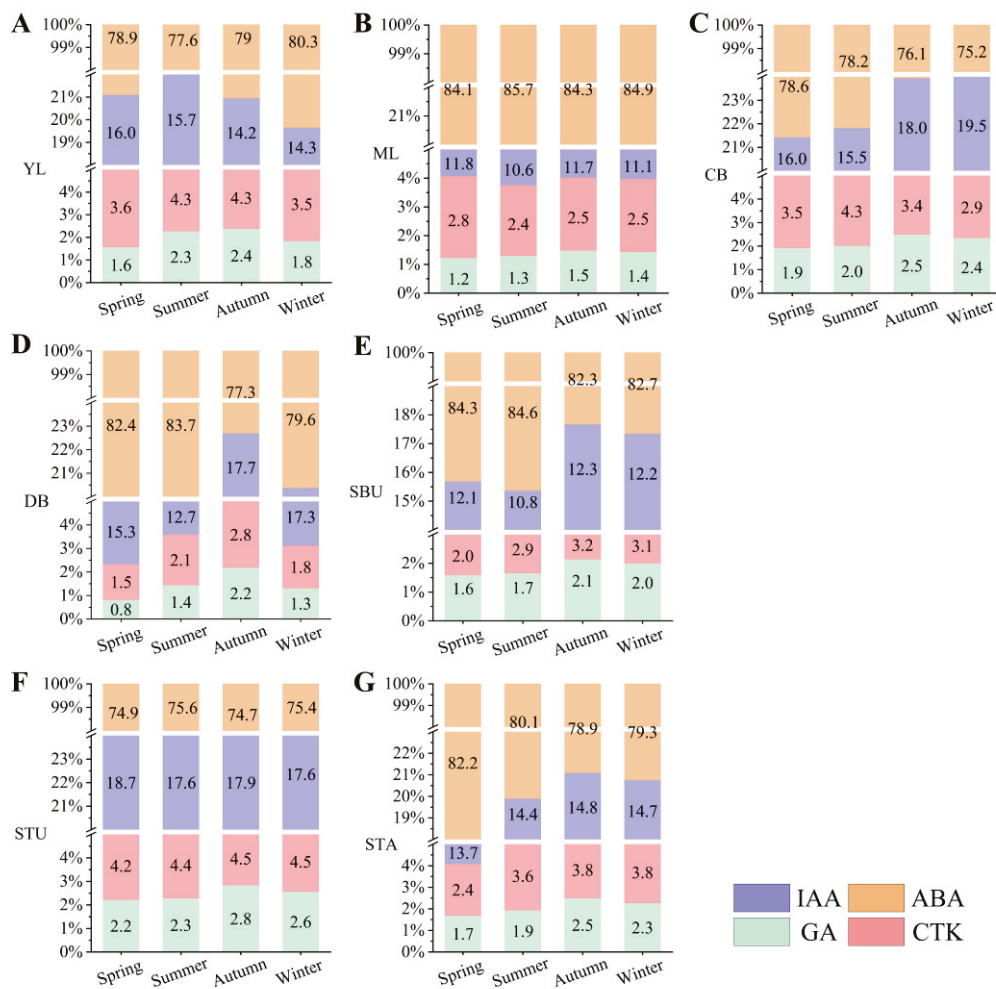 A
100%
99%
21%
20%
19%
4%
3%
2%
1%
0%
YL
78.9 77.6 79 80.3
16.0 15.7 14.2 14.3
3.6 4.3 4.3 3.5
1.6 2.3 2.4 1.8
Spring Summer Autumn Winter
B
100%
99%
21%
4%
3%
2%
1%
0%
ML
84.1 85.7 84.3 84.9
11.8 10.6 11.7 11.1
2.8 2.4 2.5 2.5
1.2 1.3 1.5 1.4
Spring Summer Autumn Winter
C
100%
99%
23%
22%
21%
4%
3%
2%
1%
0%
CB
78.6 78.2 76.1 75.2
16.0 15.5 18.0 19.5
3.5 4.3 3.4 2.9
1.9 2.0 2.5 2.4
Spring Summer Autumn Winter
D
100%
99%
23%
22%
21%
4%
3%
2%
1%
0%
DB
82.4 83.7 77.3 79.6
15.3 12.7 17.7 17.3
1.5 2.1 2.8 1.8
0.8 1.4 2.2 1.3
Spring Summer Autumn Winter
E
100%
18%
17%
16%
15%
2%
1%
0%
SBU
84.3 84.6 82.3 82.7
12.1 10.8 12.3 12.2
2.0 2.9 3.2 3.1
1.6 1.7 2.1 2.0
Spring Summer Autumn Winter
F
100%
99%
23%
22%
21%
4%
3%
2%
1%
0%
STU
74.9 75.6 74.7 75.4
18.7 17.6 17.9 17.6
4.2 4.4 4.5 4.5
2.2 2.3 2.8 2.6
Spring Summer Autumn Winter
G
100%
99%
22%
21%
20%
19%
4%
3%
2%
1%
0%
STA
82.2 80.1 78.9 79.3
13.7 14.4 14.8 14.7
2.4 3.6 3.8 3.8
1.7 1.9 2.5 2.3
Spring Summer Autumn Winter
IAA ABA
GA CTK